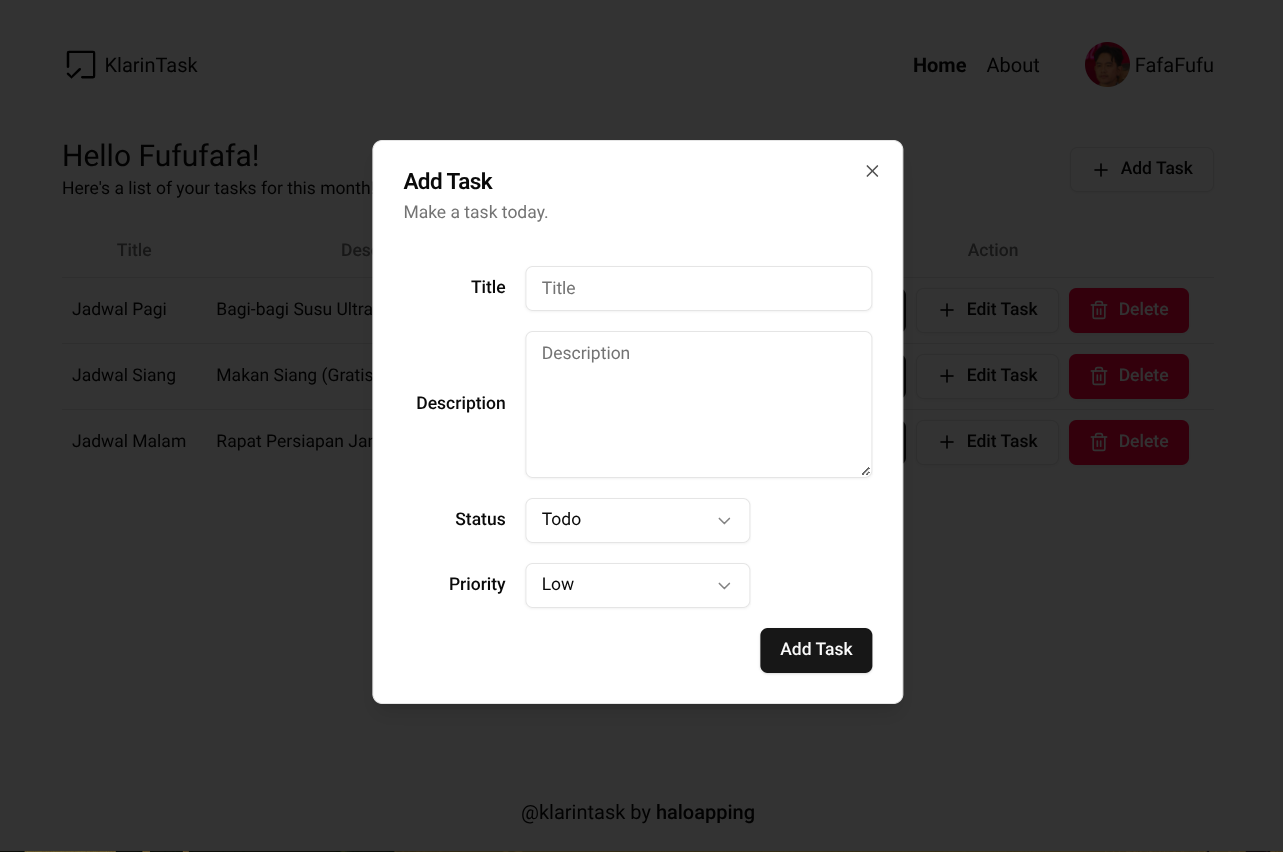 KlarinTask
Home About FafaFufu
Hello Fufufafa!
Here's a list of your tasks for this month
Add Task
Add Task
Make a task today.
Title Action
Title Title
Jadwal Pagi Bagi-bagi Susu Ultra Edit Task Delete
Description Description
Jadwal Siang Makan Siang (Gratis Edit Task Delete
Jadwal Malam Rapat Persiapan Edit Task Delete
Status Todo
Priority Low
Add Task
@klarintask by haloapping